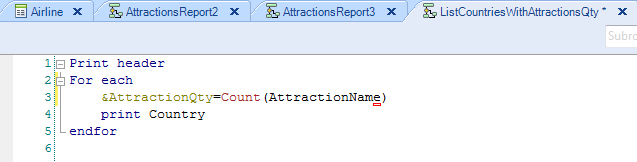 Airline AttractionsReport2 AttractionsReport3 ListCountriesWithAttractionsQty *
Subro
1 Print header
2 For each
3 &AttractionQty=Count(AttractionName)
4 print Country
5 endfor
6